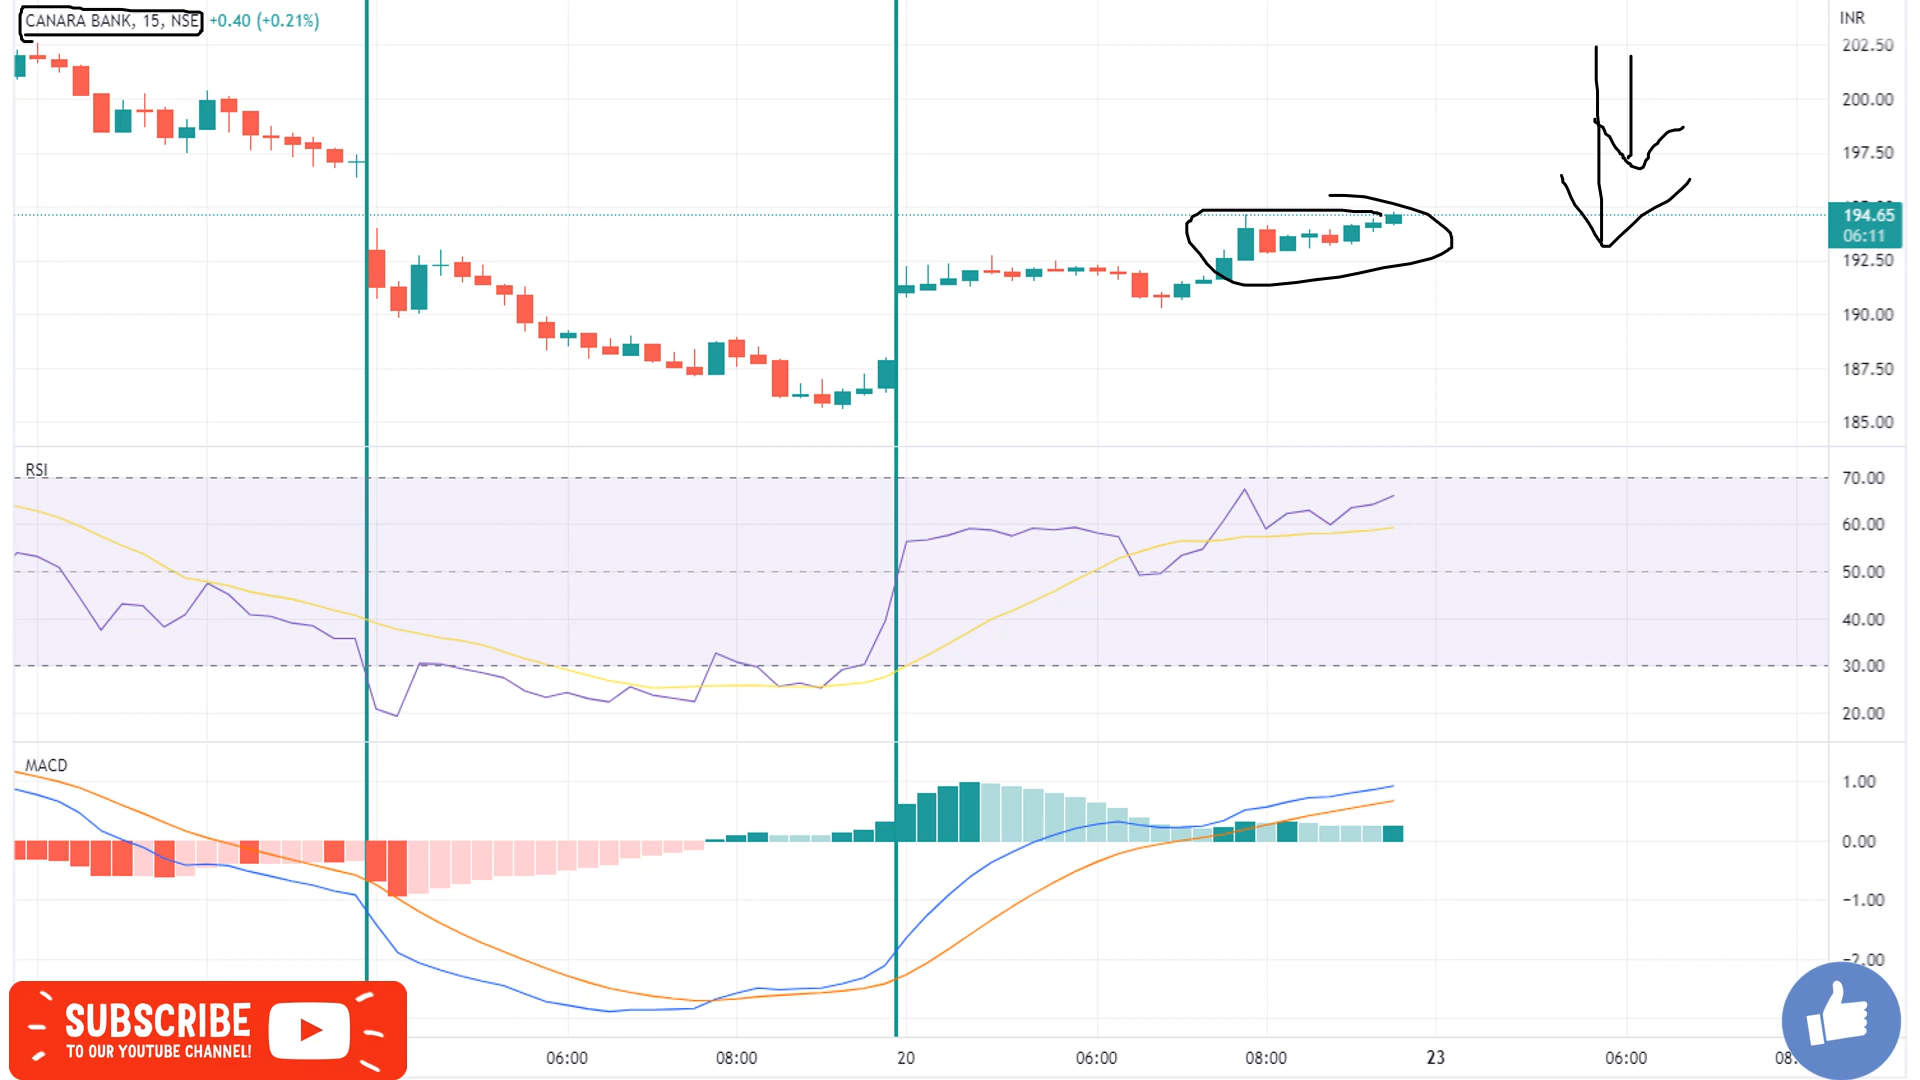 CANARA BANK, 15, NSE +0.40 (+0.21%)
INR
202.50
200.00
197.50
194.65
06:11
192.50
190.00
187.50
185.00
RSI
70.00
60.00
50.00
40.00
30.00
20.00
MACD
1.00
0.00
−1.00
−2.00
SUBSCRIBE
TO OUR YOUTUBE CHANNEL!
06:00 08:00 20 06:00 08:00 23 06:00